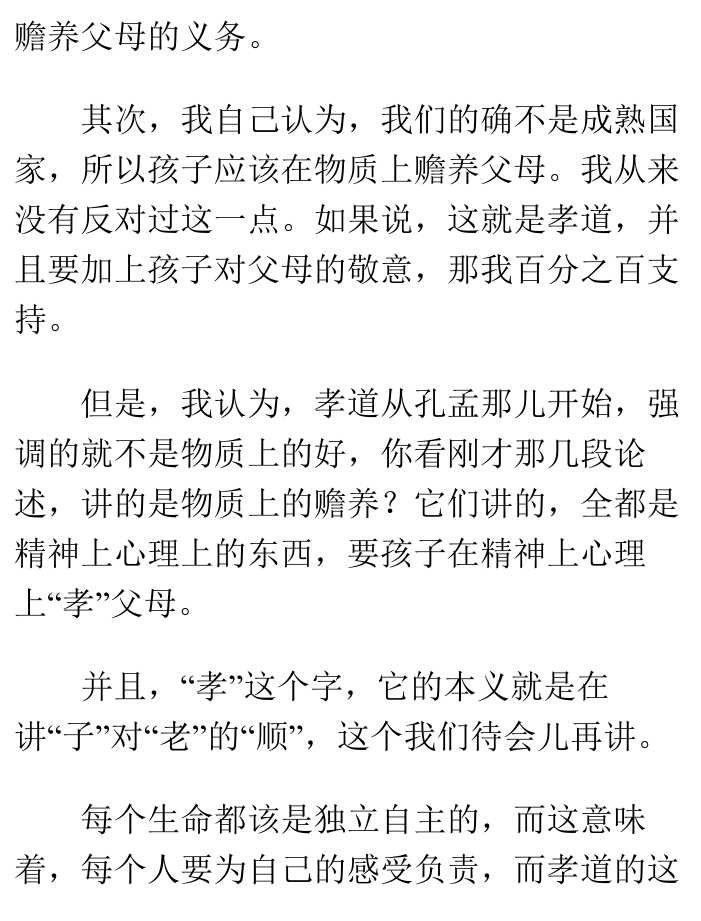 赡养父母的义务。
其次，我自己认为，我们的确不是成熟国
家，所以孩子应该在物质上赡养父母。我从来
没有反对过这一点。如果说，这就是孝道，并
且要加上孩子对父母的敬意，那我百分之百支
持。
但是，我认为，孝道从孔孟那儿开始，强
调的就不是物质上的好，你看刚才那几段论
述，讲的是物质上的赡养？它们讲的，全都是
精神上心理上的东西，要孩子在精神上心理
上“孝”父母。
并且，“孝”这个字，它的本义就是在
讲“子”对“老”的“顺”，这个我们待会儿再讲。
每个生命都该是独立自主的，而这意味
着，每个人要为自己的感受负责，而孝道的这